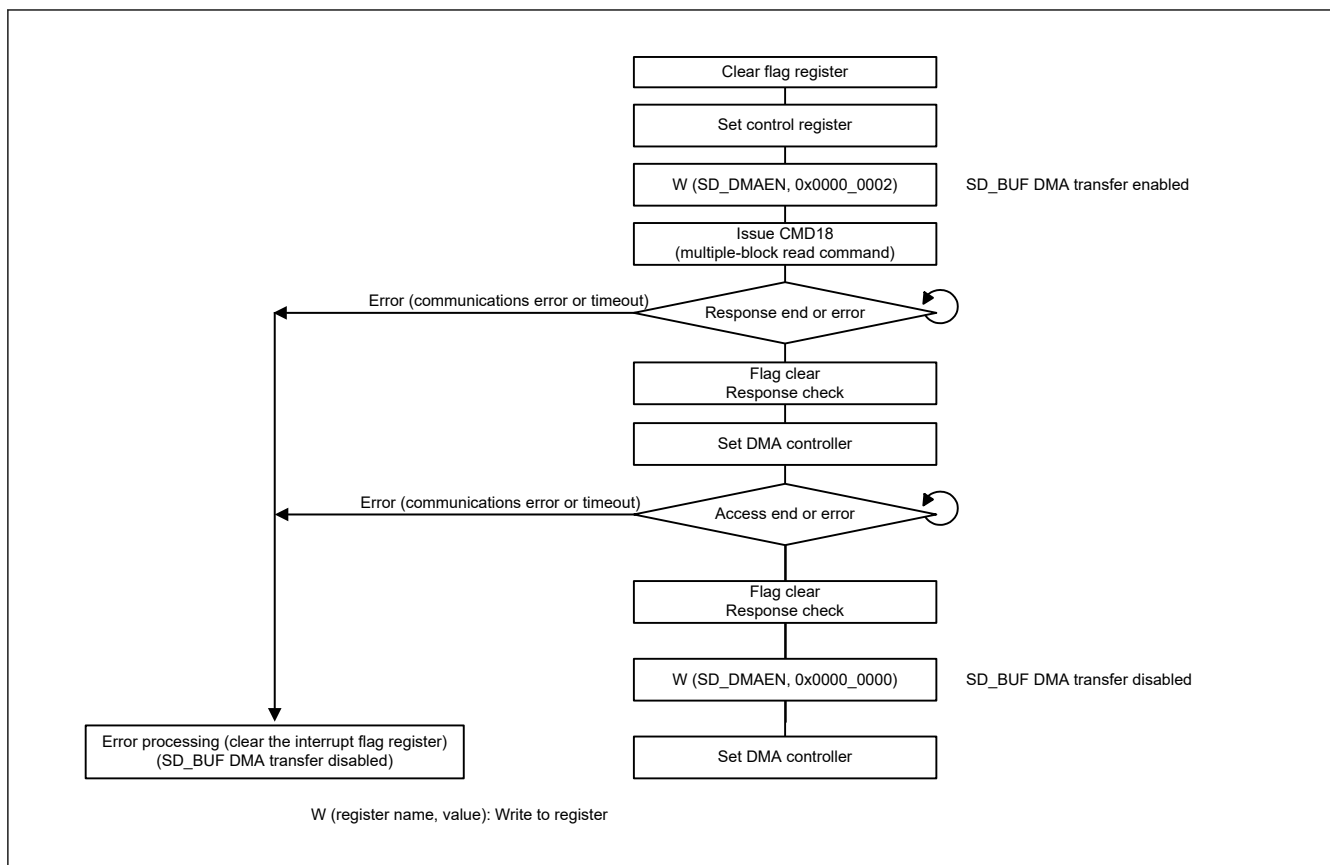 Clear flag register
Set control register
W (SD_DMAEN, 0x0000_0002)
SD_BUF DMA transfer enabled
Issue CMD18
(multiple-block read command)
Error (communications error or timeout)
Response end or error
Flag clear
Response check
Set DMA controller
Error (communications error or timeout)
Access end or error
Flag clear
Response check
W (SD_DMAEN, 0x0000_0000)
SD_BUF DMA transfer disabled
Error processing (clear the interrupt flag register)
(SD_BUF DMA transfer disabled)
Set DMA controller
W (register name, value): Write to register